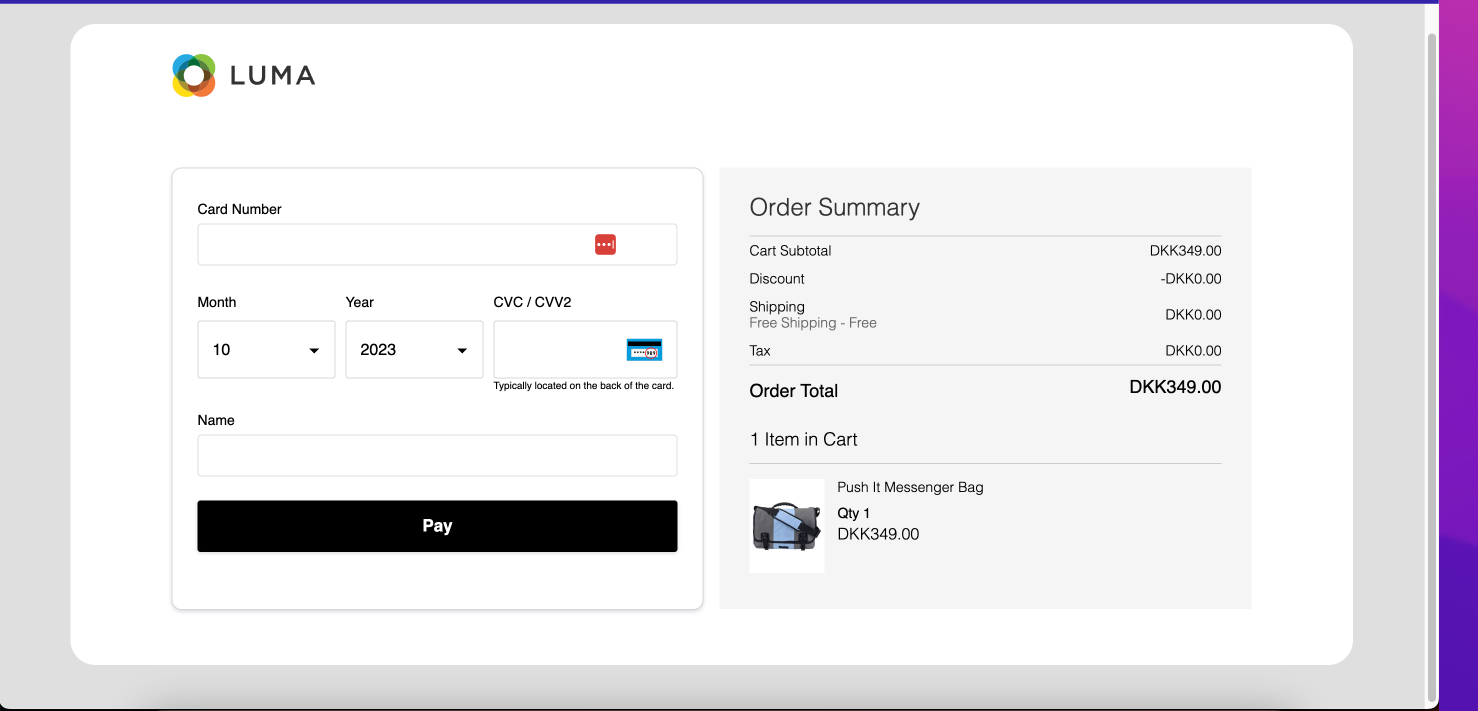 LUMA
Card Number
Month
Year
CVC / CVV2
10
2023
Typically located on the back of the card.
Name
Pay
Order Summary
Cart Subtotal DKK349.00
Discount -DKK0.00
Shipping
Free Shipping - Free DKK0.00
Tax DKK0.00
Order Total DKK349.00
1 Item in Cart
Push It Messenger Bag
Qty 1
DKK349.00